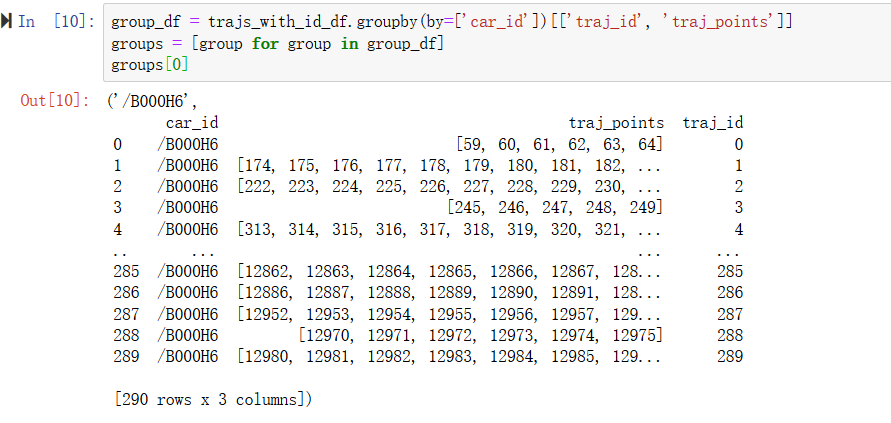 In [10]: group_df = trajs_with_id_df.groupby(by=['car_id'])[['traj_id', 'traj_points']]
groups = [group for group in group_df]
groups[0]
Out[10]: ('/B000H6',
car_id traj_points traj_id
0 /B000H6 [59, 60, 61, 62, 63, 64] 0
1 /B000H6 [174, 175, 176, 177, 178, 179, 180, 181, 182, ... 1
2 /B000H6 [222, 223, 224, 225, 226, 227, 228, 229, 230, ... 2
3 /B000H6 [245, 246, 247, 248, 249] 3
4 /B000H6 [313, 314, 315, 316, 317, 318, 319, 320, 321, ... 4
.. ... ... ...
285 /B000H6 [12862, 12863, 12864, 12865, 12866, 12867, 128... 285
286 /B000H6 [12886, 12887, 12888, 12889, 12890, 12891, 128... 286
287 /B000H6 [12952, 12953, 12954, 12955, 12956, 12957, 129... 287
288 /B000H6 [12970, 12971, 12972, 12973, 12974, 12975] 288
289 /B000H6 [12980, 12981, 12982, 12983, 12984, 12985, 129... 289
[290 rows x 3 columns])